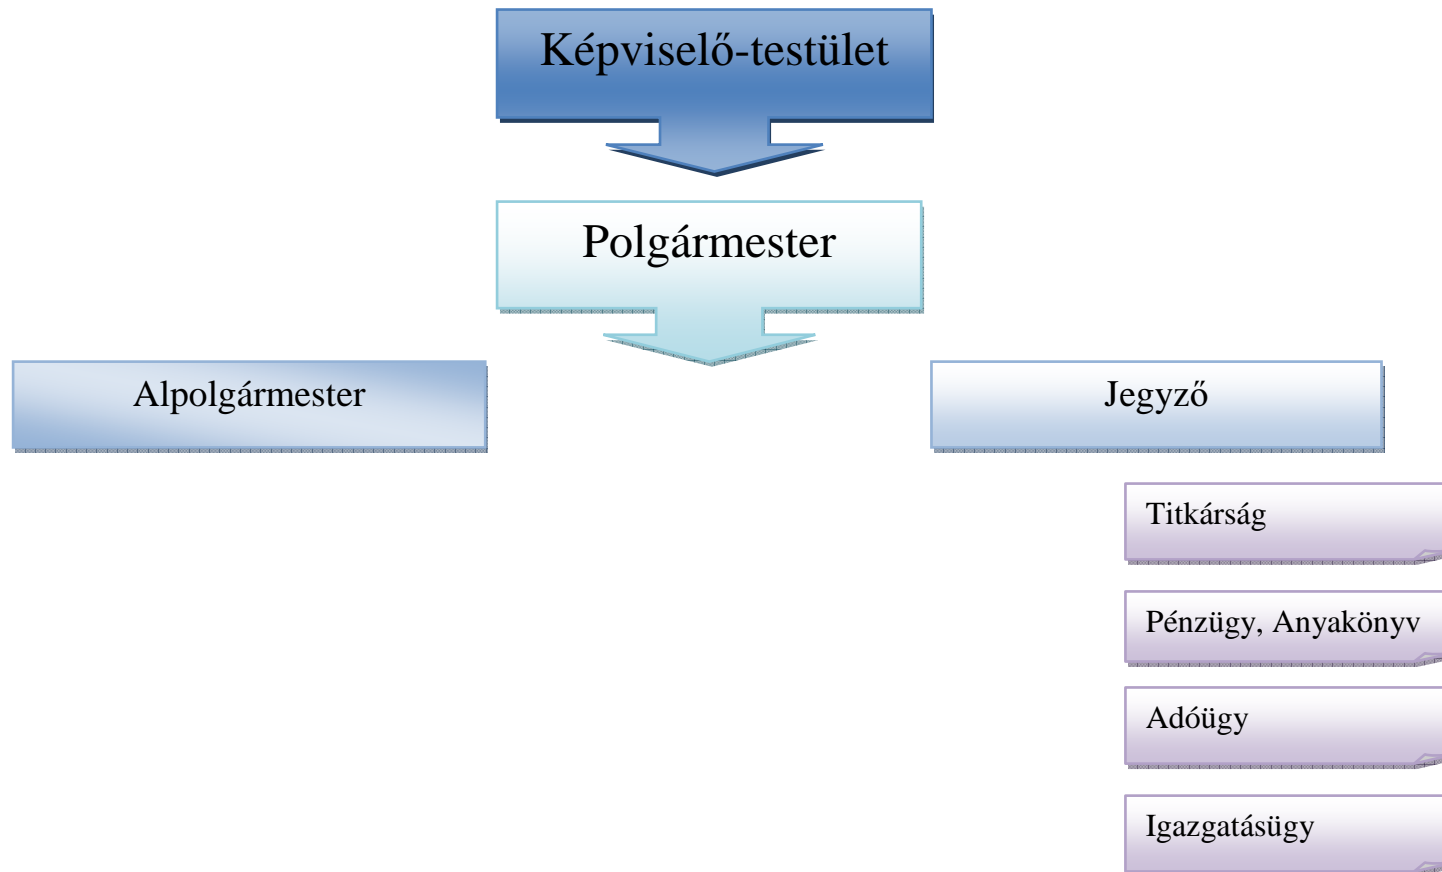 Képviselő-testület
Polgármester
Alpolgármester
Jegyző
Titkárság
Pénzügy, Anyakönyv
Adóügy
Igazgatásügy